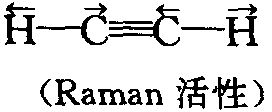 H—C≡C—H
(Raman 活性)